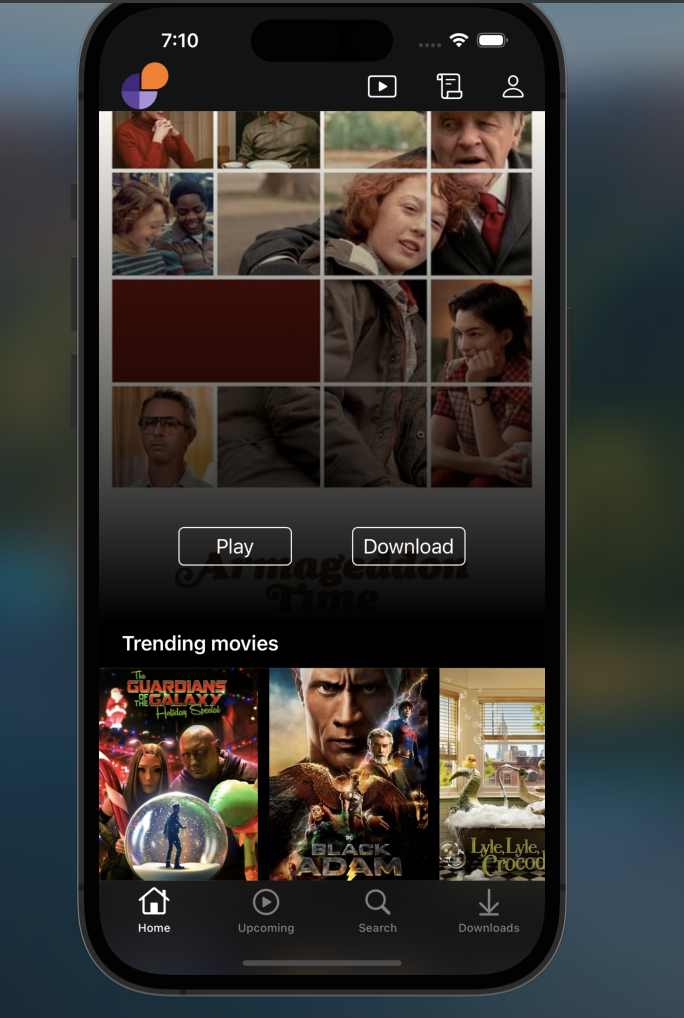 7:10
Play
Download
Armageddon
Time
Trending movies
The
GUARDIANS
OF THE GALAXY
Holiday Special
DC
BLACK
ADAM
Lyle, Lyle,
Crocod
Home
Upcoming
Search
Downloads